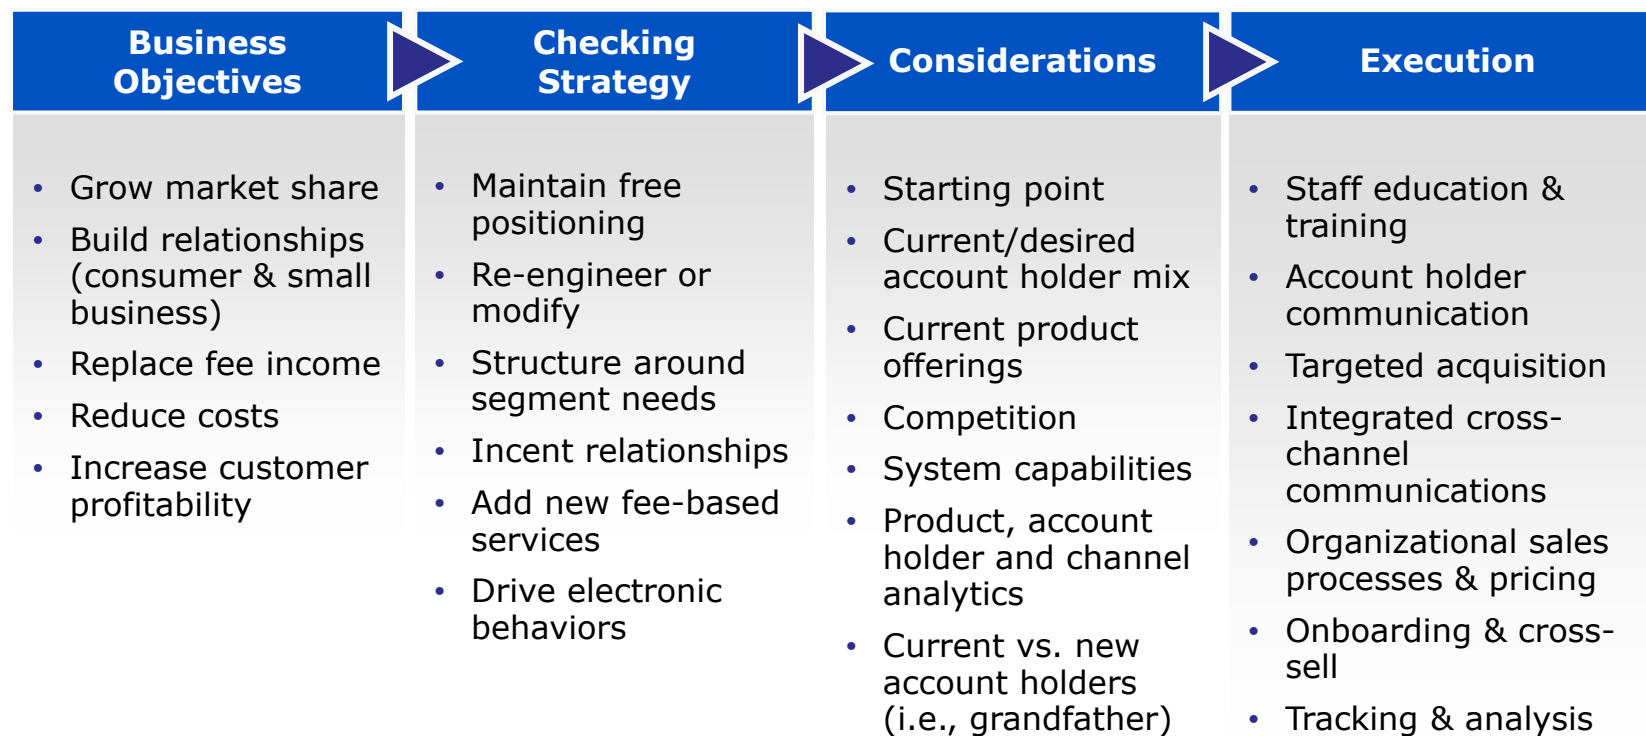 Business
Objectives
Checking
Strategy
Considerations
Execution
• Grow market share
• Build relationships
(consumer & small
business)
• Replace fee income
• Reduce costs
• Increase customer
profitability
• Maintain free
positioning
• Re-engineer or
modify
• Structure around
segment needs
• Incent relationships
• Add new fee-based
services
• Drive electronic
behaviors
• Starting point
• Current/desired
account holder mix
• Current product
offerings
• Competition
• System capabilities
• Product, account
holder and channel
analytics
• Current vs. new
account holders
(i.e., grandfather)
• Staff education &
training
• Account holder
communication
• Targeted acquisition
• Integrated cross-
channel
communications
• Organizational sales
processes & pricing
• Onboarding & cross-
sell
• Tracking & analysis